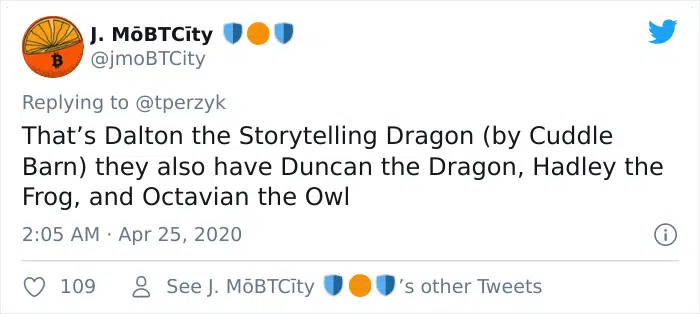 J. MōBTCīty 🛡️🟠🛡️
@jmoBTCity
Replying to @tperzyk
That’s Dalton the Storytelling Dragon (by Cuddle
Barn) they also have Duncan the Dragon, Hadley the
Frog, and Octavian the Owl
2:05 AM · Apr 25, 2020
109 See J. MōBTCīty 🛡️🟠🛡️’s other Tweets